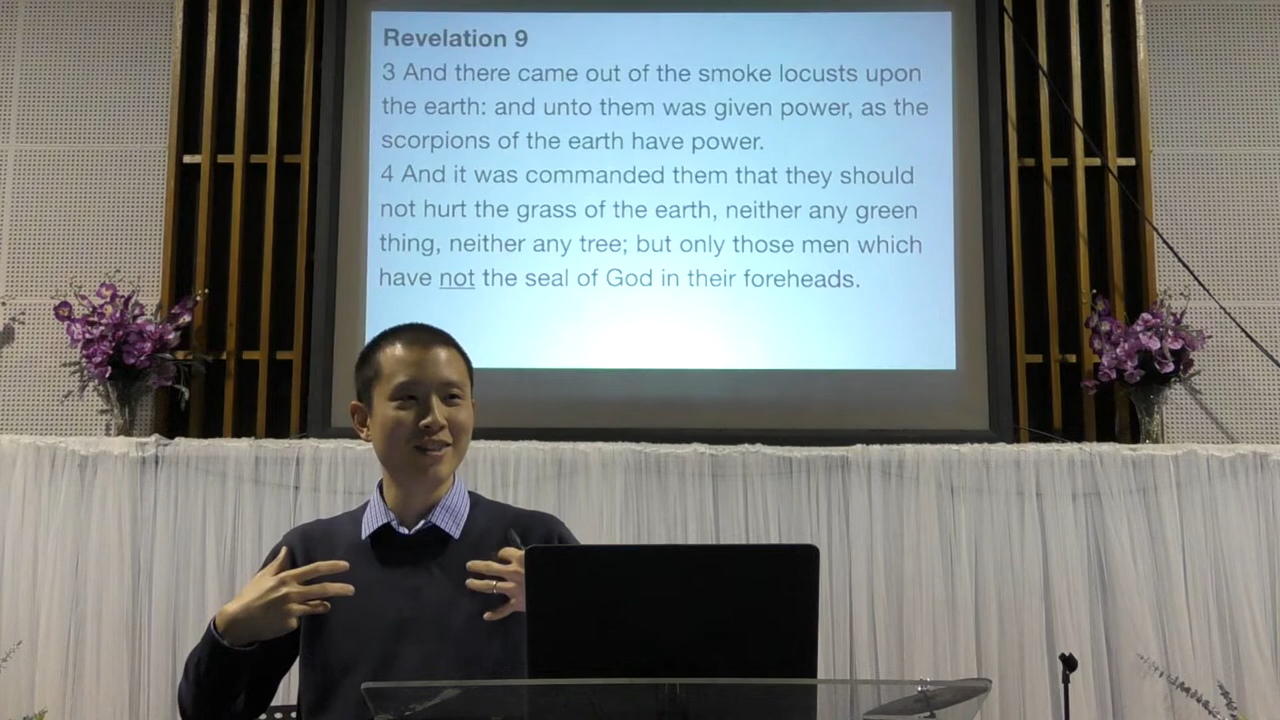 Revelation 9
3 And there came out of the smoke locusts upon
the earth: and unto them was given power, as the
scorpions of the earth have power.
4 And it was commanded them that they should
not hurt the grass of the earth, neither any green
thing, neither any tree; but only those men which
have not the seal of God in their foreheads.